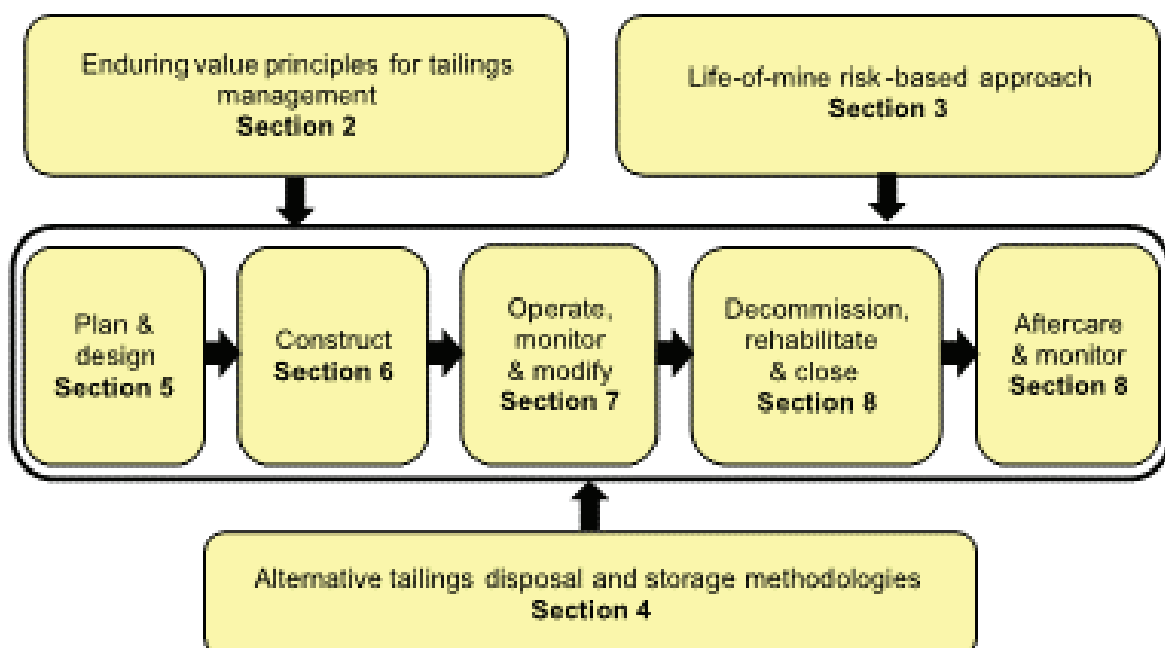 Enduring value principles for tailings
management
Section 2
Life-of-mine risk-based approach
Section 3
Plan &
design
Section 5
Construct
Section 6
Operate,
monitor
& modify
Section 7
Decommission,
rehabilitate
& close
Section 8
Aftercare
& monitor
Section 8
Alternative tailings disposal and storage methodologies
Section 4